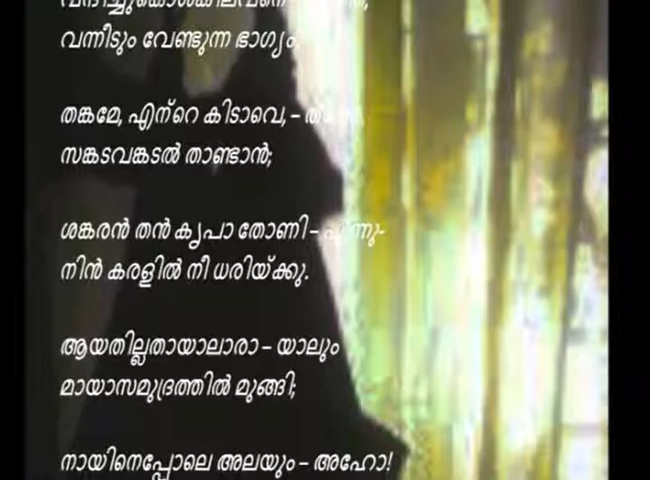 വന്നീടും വേണ്ടുന്ന ഭാഗ്യം,
തങ്കമേ, എന്റെ കിടാവെ, –
സങ്കടവങ്കടൽ താണ്ടാൻ;
ശങ്കരൻ തൻ കൃപാ തോണി –
നിൻ കരളിൽ നീ ധരിയ്ക്കു.
ആയതില്ലതായാലാരാ – യാലും
മായാസമുദ്രത്തിൽ മുങ്ങി;
നായിനെപ്പോലെ അലയും – അഹോ!